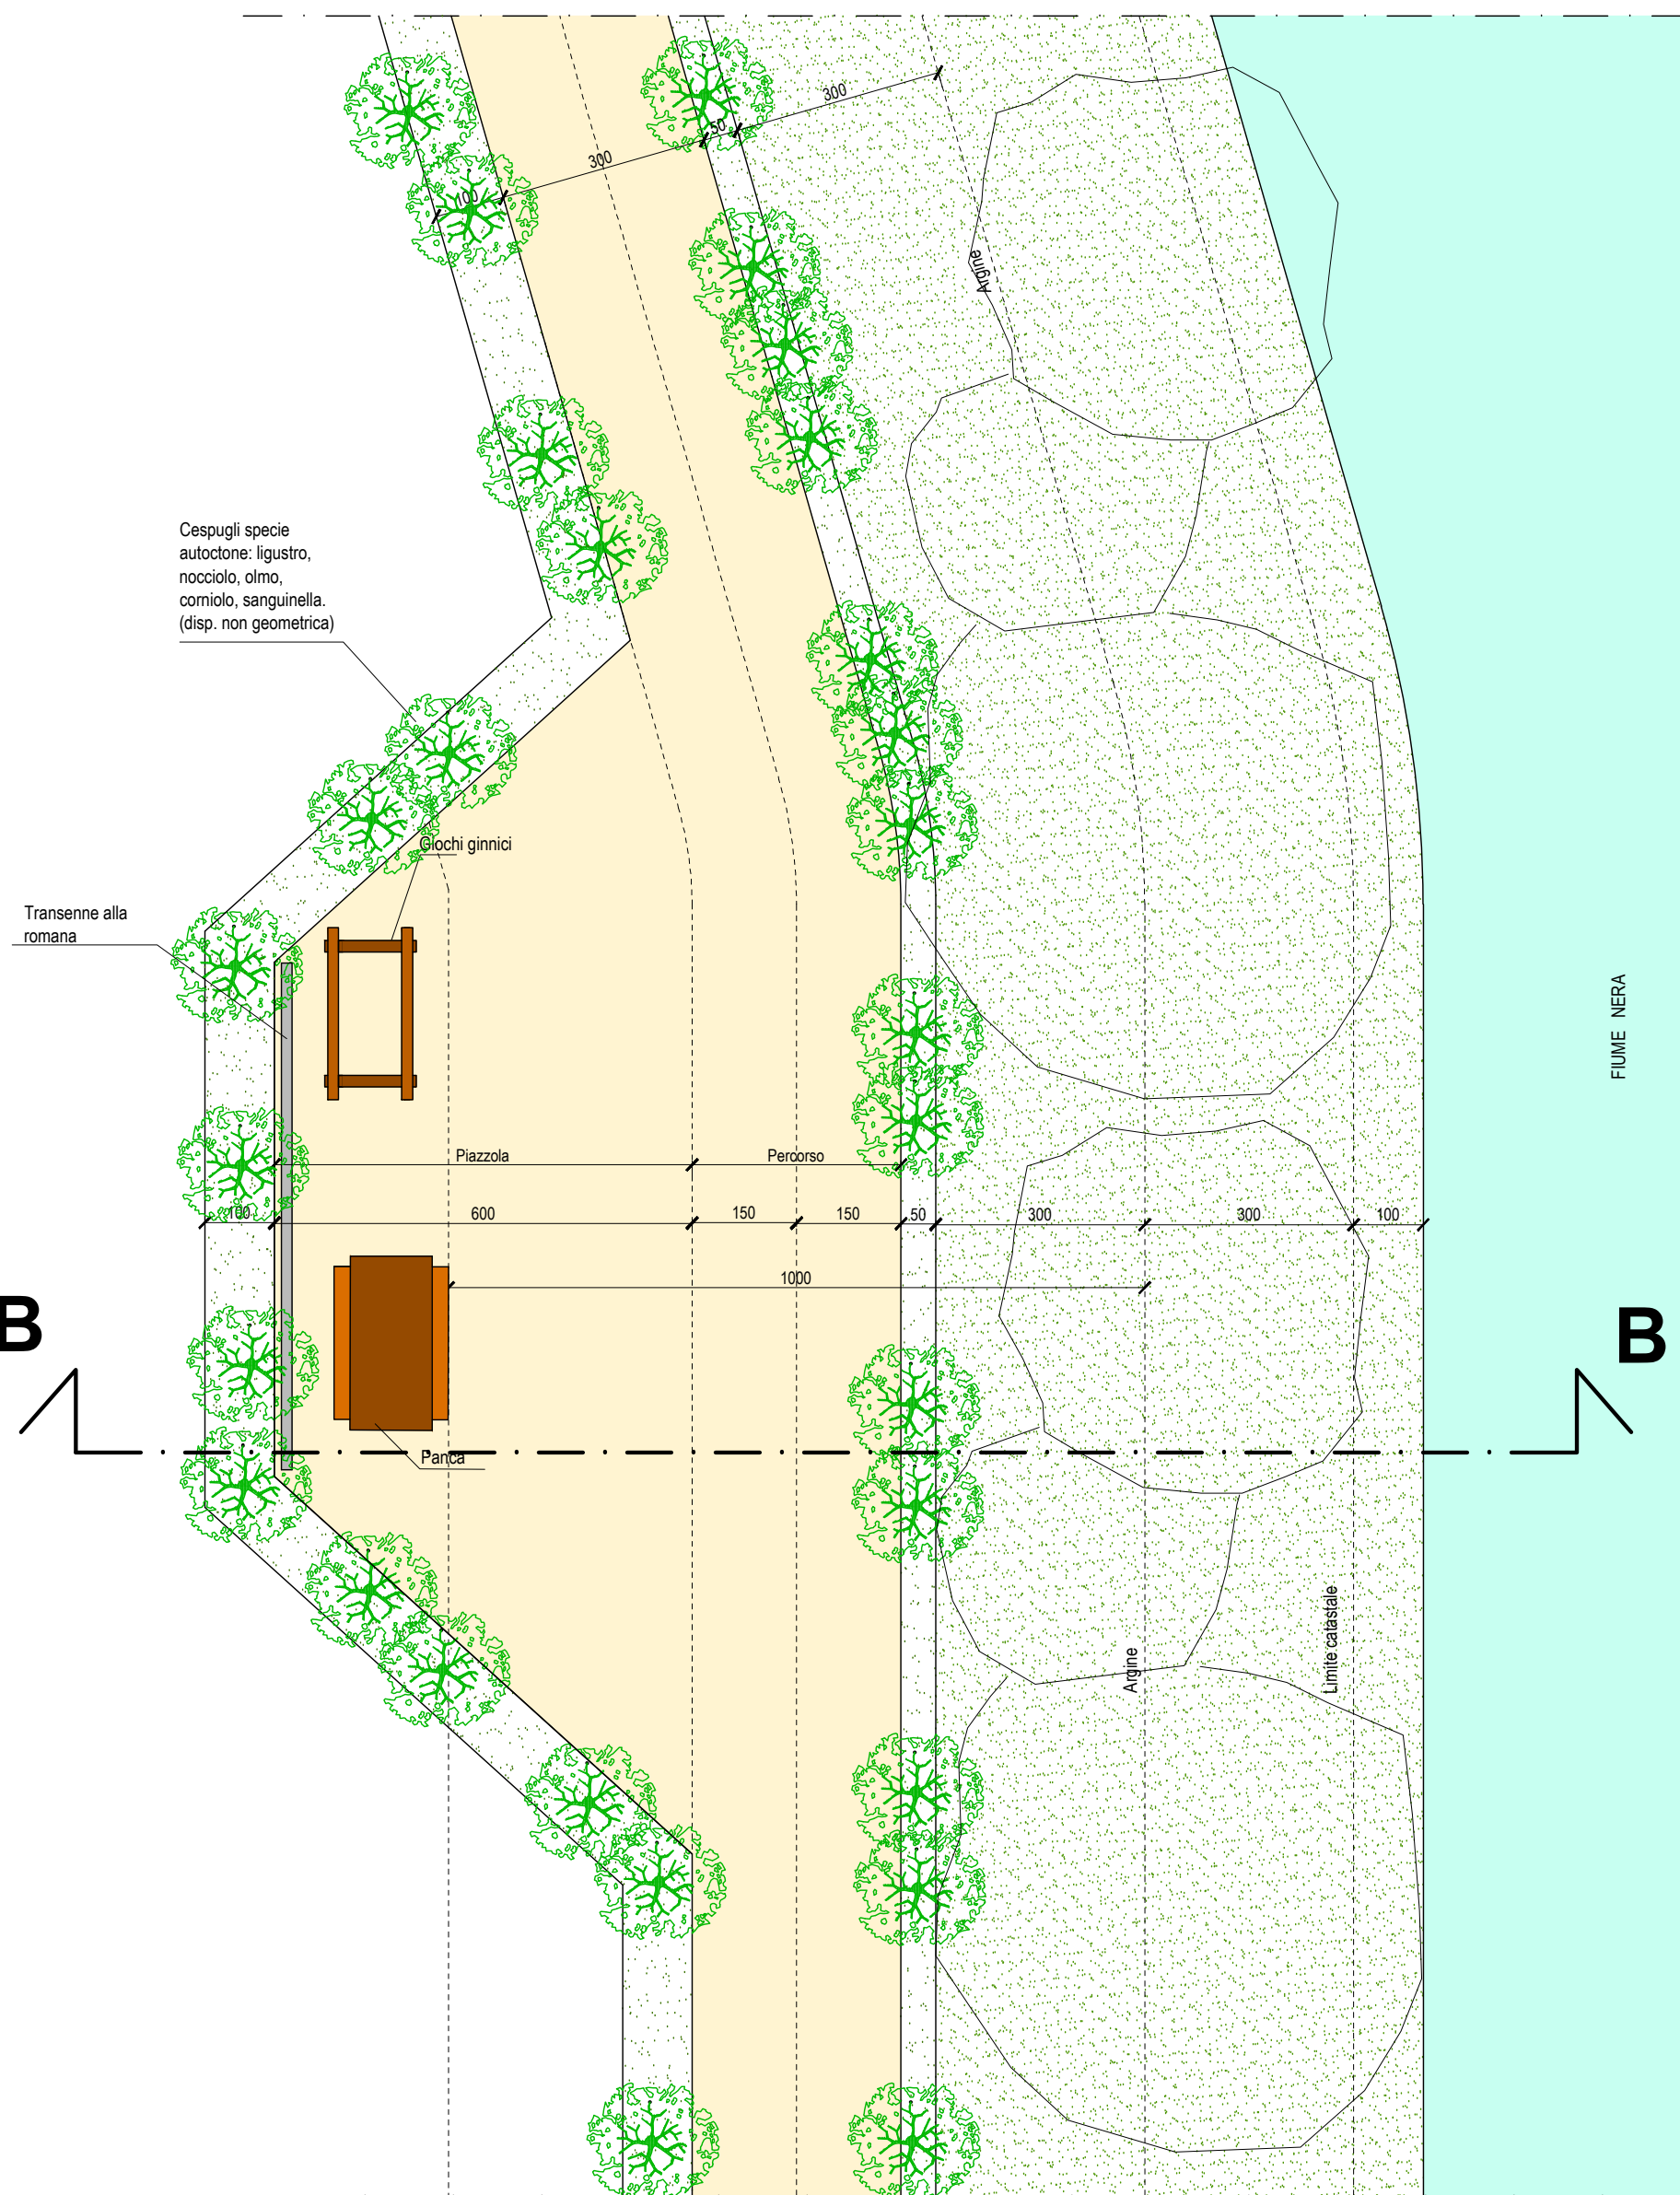 300
50
300
100
Argine
Cespugli specie
autoctone: ligustro,
nocciolo, olmo,
corniolo, sanguinella.
(disp. non geometrica)
Giochi ginnici
Transenne alla
romana
FIUME NERA
Piazzola
Percorso
100
600
150
150
50
300
300
100
1000
B
B
Panca
Argine
Limite catastale